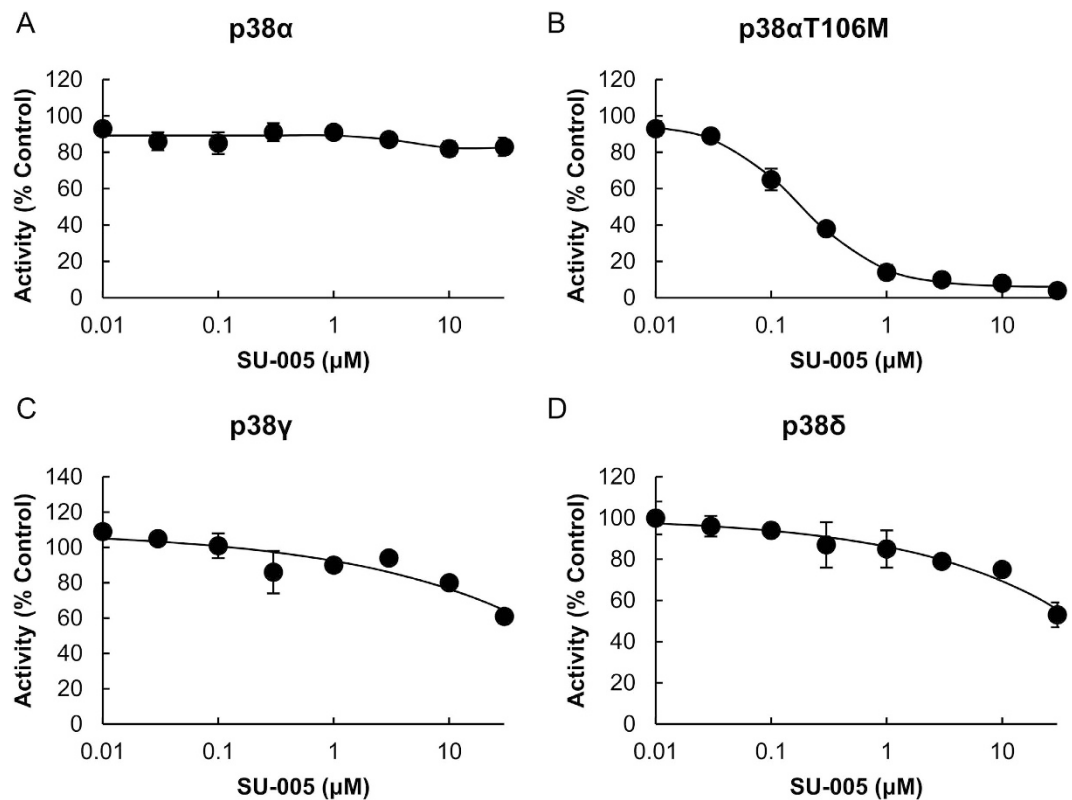 A
p38α
Activity (% Control)
120
100
80
60
40
20
0
0.01 0.1 1 10
SU-005 (μM)
B
p38αT106M
Activity (% Control)
120
100
80
60
40
20
0
0.01 0.1 1 10
SU-005 (μM)
C
p38γ
Activity (% Control)
140
120
100
80
60
40
20
0
0.01 0.1 1 10
SU-005 (μM)
D
p38δ
Activity (% Control)
120
100
80
60
40
20
0
0.01 0.1 1 10
SU-005 (μM)